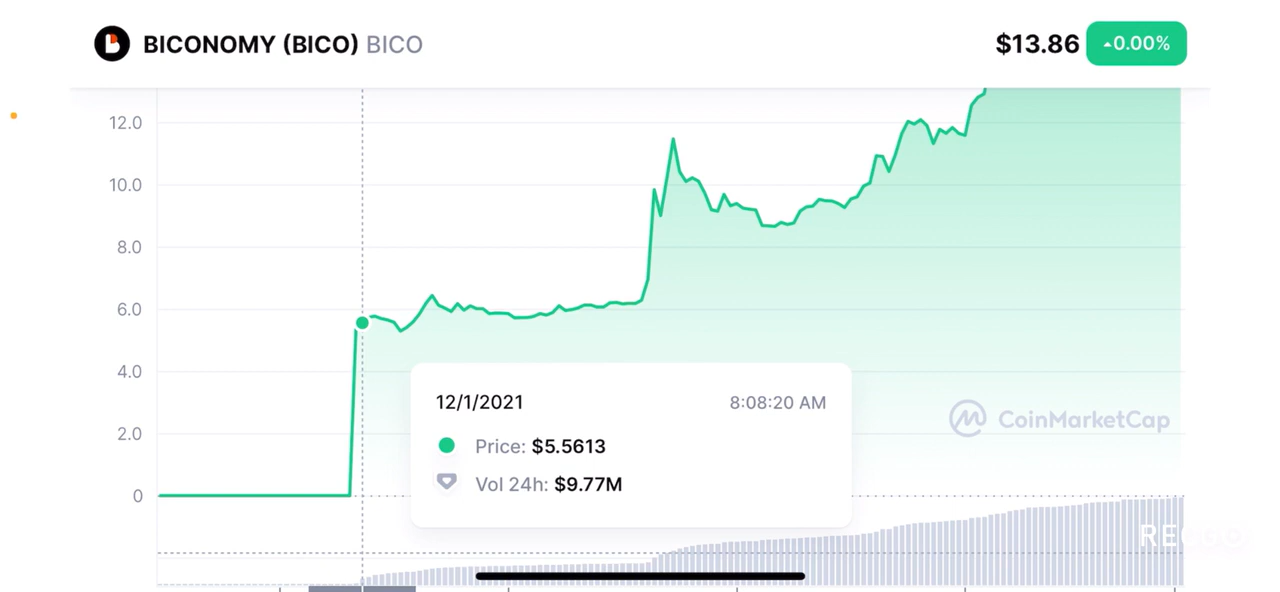 BICONOMY (BICO) BICO
$13.86
0.00%
12.0
10.0
8.0
6.0
4.0
2.0
0
12/1/2021
8:08:20 AM
Price: $5.5613
Vol 24h: $9.77M
CoinMarketCap